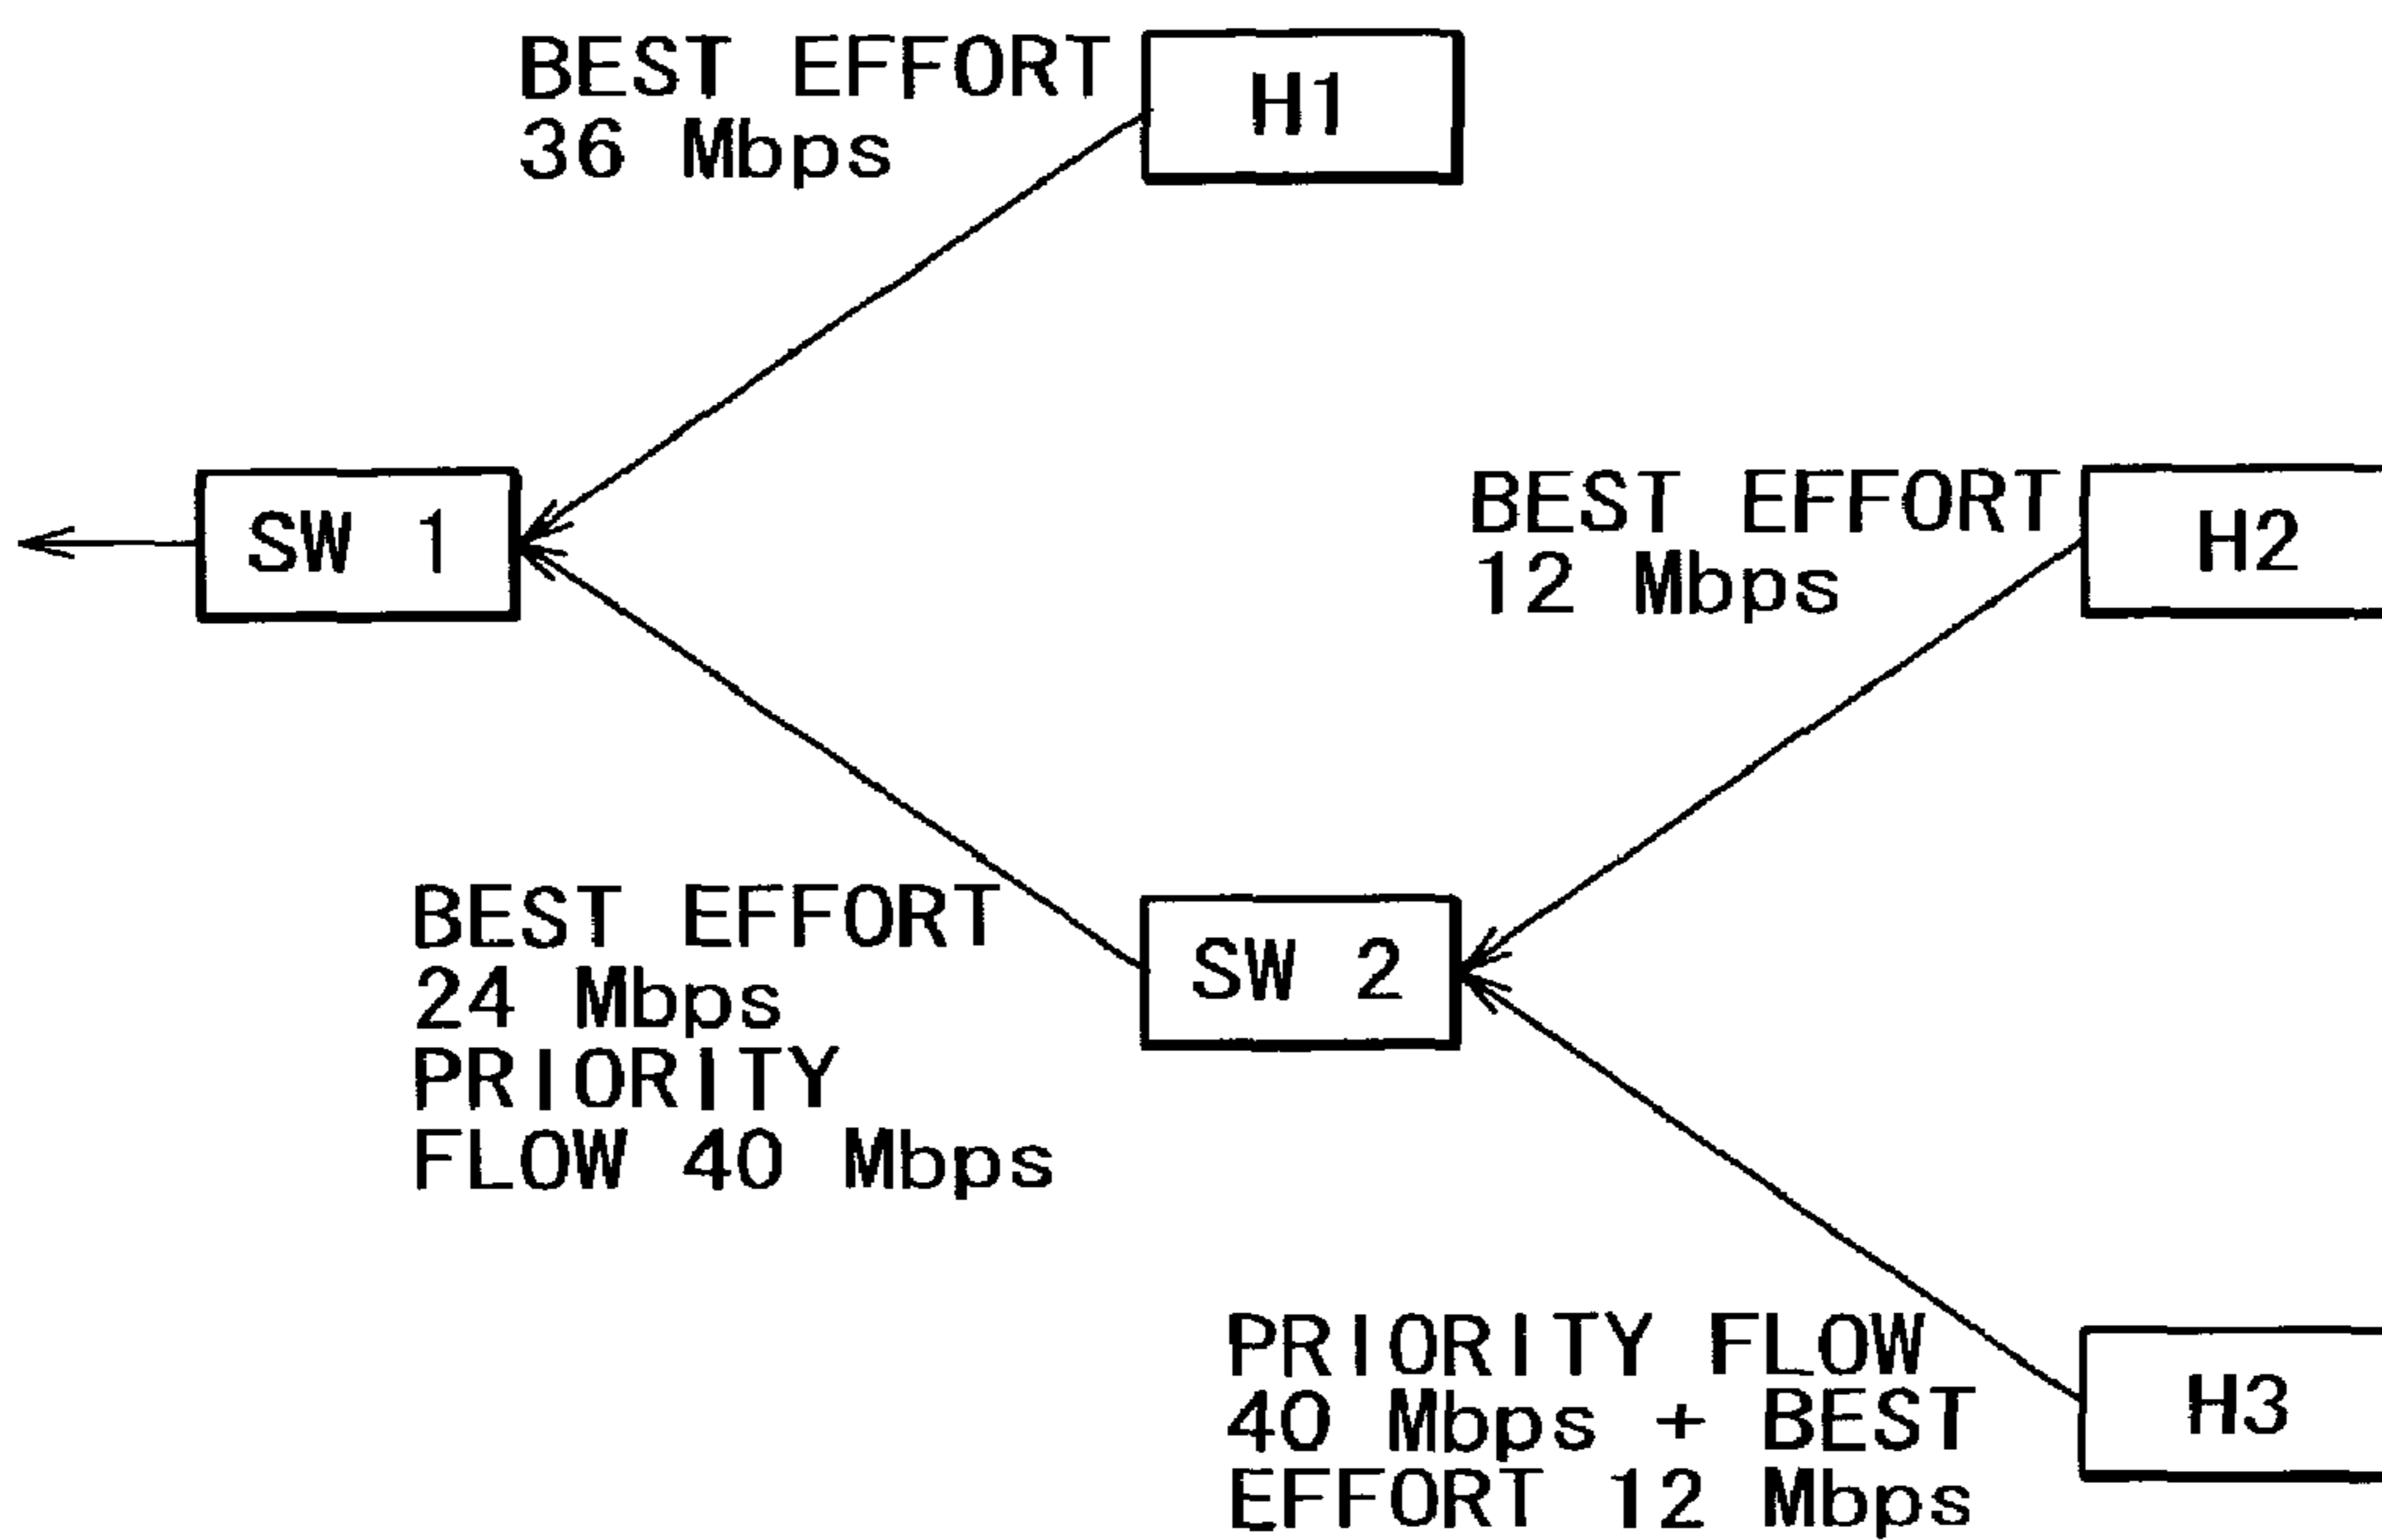 BEST EFFORT
36 Mbps
H1
SW 1
BEST EFFORT
12 Mbps
H2
BEST EFFORT
24 Mbps
PRIORITY
FLOW 40 Mbps
SW 2
PRIORITY FLOW
40 Mbps + BEST
EFFORT 12 Mbps
H3